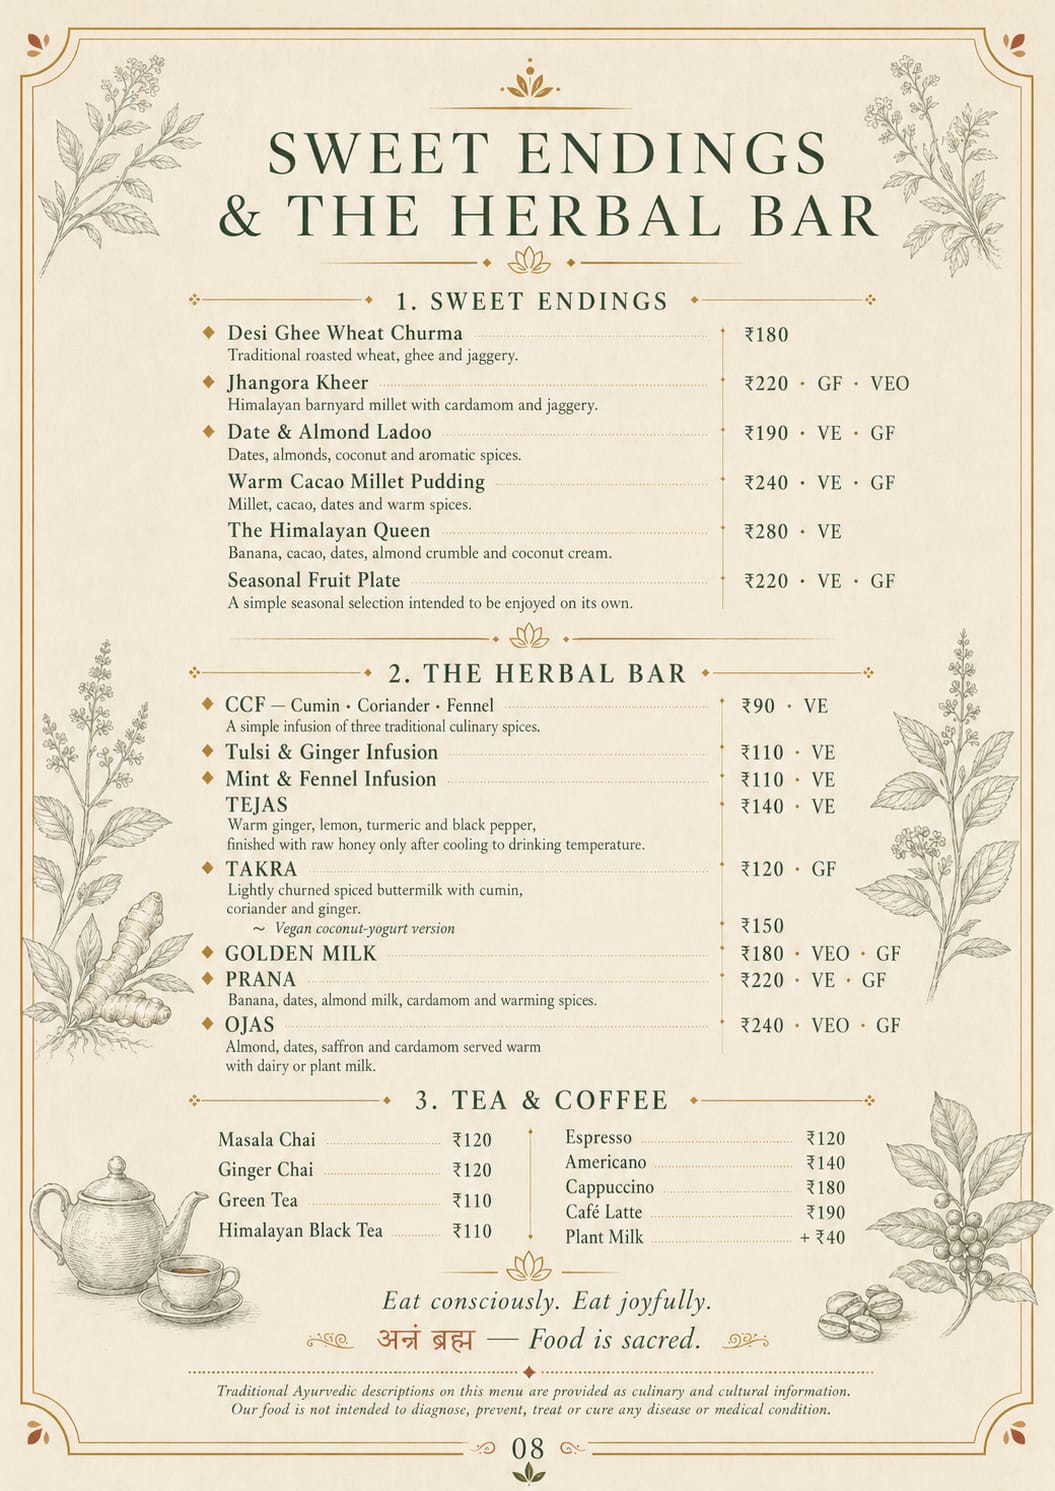 SWEET ENDINGS
& THE HERBAL BAR
1. SWEET ENDINGS
Desi Ghee Wheat Churma ₹180
Traditional roasted wheat, ghee and jaggery.
Jhangora Kheer ₹220 · GF · VEO
Himalayan barnyard millet with cardamom and jaggery.
Date & Almond Ladoo ₹190 · VE · GF
Dates, almonds, coconut and aromatic spices.
Warm Cacao Millet Pudding ₹240 · VE · GF
Millet, cacao, dates and warm spices.
The Himalayan Queen ₹280 · VE
Banana, cacao, dates, almond crumble and coconut cream.
Seasonal Fruit Plate ₹220 · VE · GF
A simple seasonal selection intended to be enjoyed on its own.
2. THE HERBAL BAR
CCF — Cumin · Coriander · Fennel ₹90 · VE
A simple infusion of three traditional culinary spices.
Tulsi & Ginger Infusion ₹110 · VE
Mint & Fennel Infusion ₹110 · VE
TEJAS ₹140 · VE
Warm ginger, lemon, turmeric and black pepper,
finished with raw honey only after cooling to drinking temperature.
TAKRA ₹120 · GF
Lightly churned spiced buttermilk with cumin,
coriander and ginger.
~ Vegan coconut-yogurt version ₹150
GOLDEN MILK ₹180 · VEO · GF
PRANA ₹220 · VE · GF
Banana, dates, almond milk, cardamom and warming spices.
OJAS ₹240 · VEO · GF
Almond, dates, saffron and cardamom served warm
with dairy or plant milk.
3. TEA & COFFEE
Masala Chai ₹120
Ginger Chai ₹120
Green Tea ₹110
Himalayan Black Tea ₹110
Espresso ₹120
Americano ₹140
Cappuccino ₹180
Café Latte ₹190
Plant Milk + ₹40
Eat consciously. Eat joyfully.
अन्नं ब्रह्म — Food is sacred.
Traditional Ayurvedic descriptions on this menu are provided as culinary and cultural information.
Our food is not intended to diagnose, prevent, treat or cure any disease or medical condition.
08